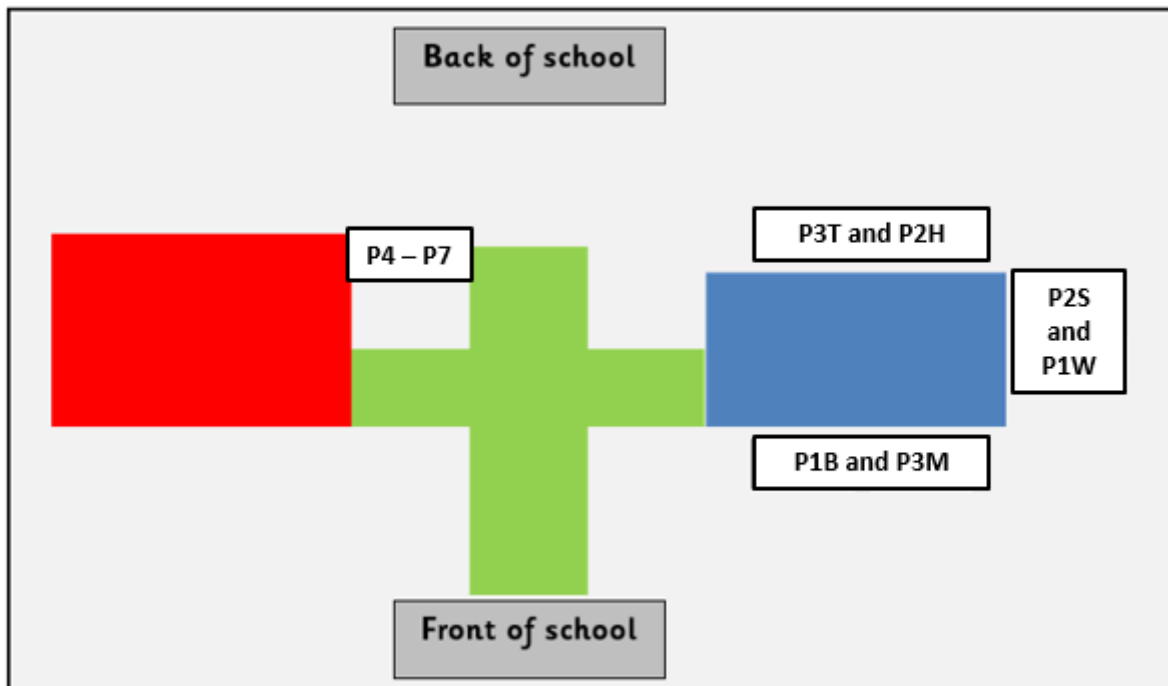 Back of school
P3T and P2H
P4 – P7
P2S
and
P1W
P1B and P3M
Front of school